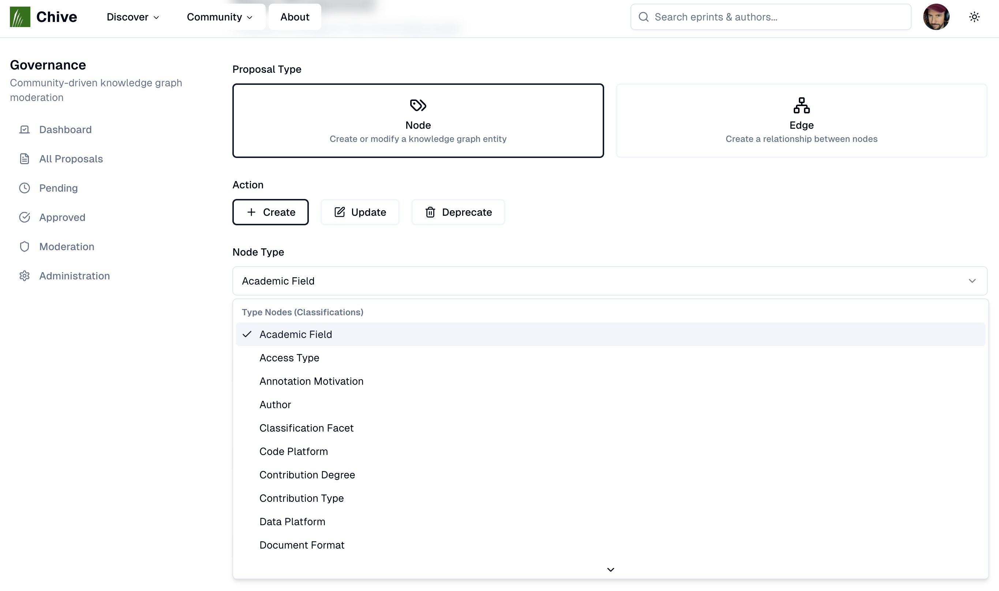 Chive
Discover
Community
About
Search eprints & authors...
Governance
Community-driven knowledge graph
moderation
Dashboard
All Proposals
Pending
Approved
Moderation
Administration
Proposal Type
Node
Create or modify a knowledge graph entity
Edge
Create a relationship between nodes
Action
Create
Update
Deprecate
Node Type
Academic Field
Type Nodes (Classifications)
Academic Field
Access Type
Annotation Motivation
Author
Classification Facet
Code Platform
Contribution Degree
Contribution Type
Data Platform
Document Format